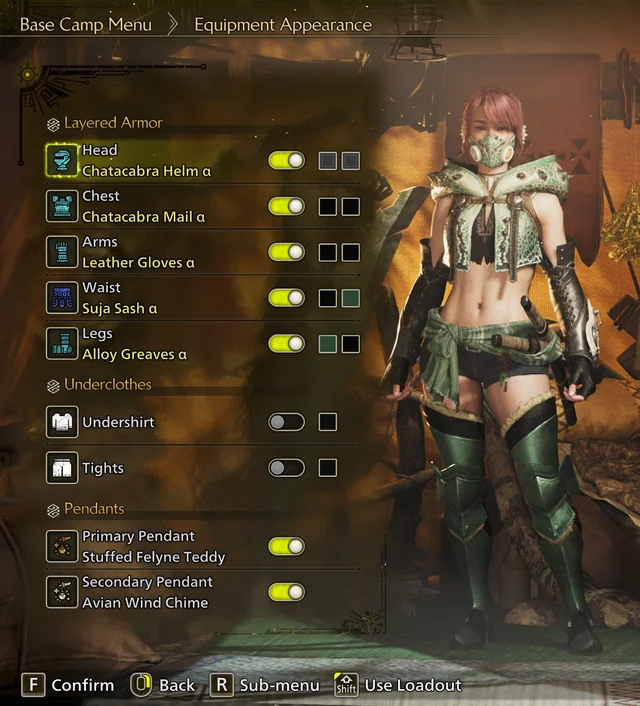 Base Camp Menu > Equipment Appearance
Layered Armor
Head
Chatacabra Helm α
Chest
Chatacabra Mail α
Arms
Leather Gloves α
Waist
Suja Sash α
Legs
Alloy Greaves α
Underclothes
Undershirt
Tights
Pendants
Primary Pendant
Stuffed Felyne Teddy
Secondary Pendant
Avian Wind Chime
F Confirm Back R Sub-menu Shift Use Loadout